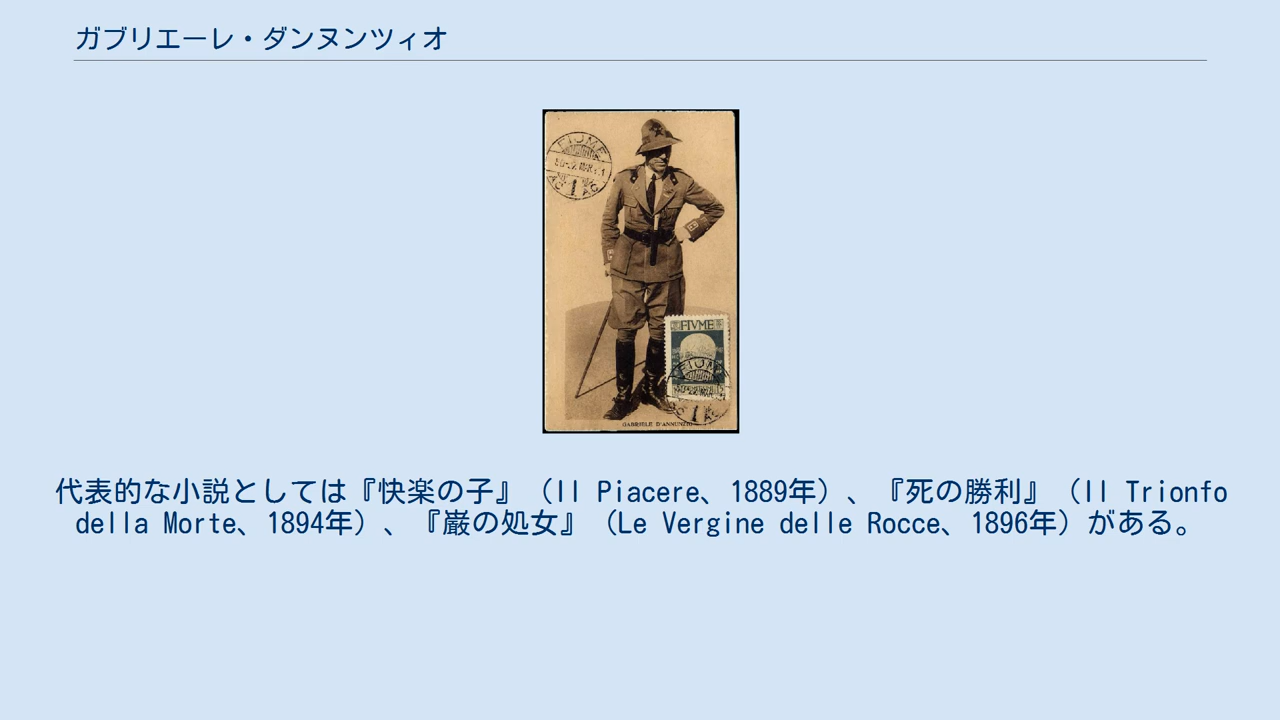 ガブリエーレ・ダンヌンツィオ
FIUME
FIVME
FIUME
GABRIELE D'ANNUNZIO
代表的な小説としては『快楽の子』（Il Piacere、1889年）、『死の勝利』（Il Trionfo
della Morte、1894年）、『巌の処女』（Le Vergine delle Rocce、1896年）がある。